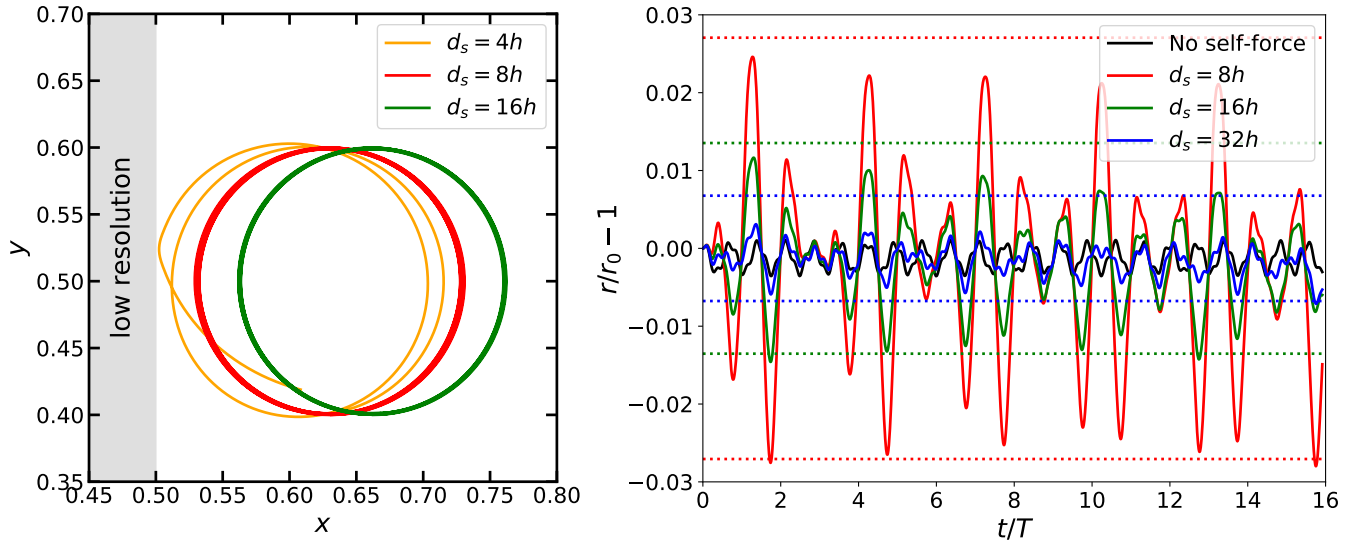 0.70
0.65
0.60
0.55
0.50
0.45
0.40
0.35
y
low resolution
d_s = 4h
d_s = 8h
d_s = 16h
0.45 0.50 0.55 0.60 0.65 0.70 0.75 0.80
x
0.03
0.02
0.01
0.00
−0.01
−0.02
−0.03
r/r_0 − 1
No self-force
d_s = 8h
d_s = 16h
d_s = 32h
0 2 4 6 8 10 12 14 16
t/T